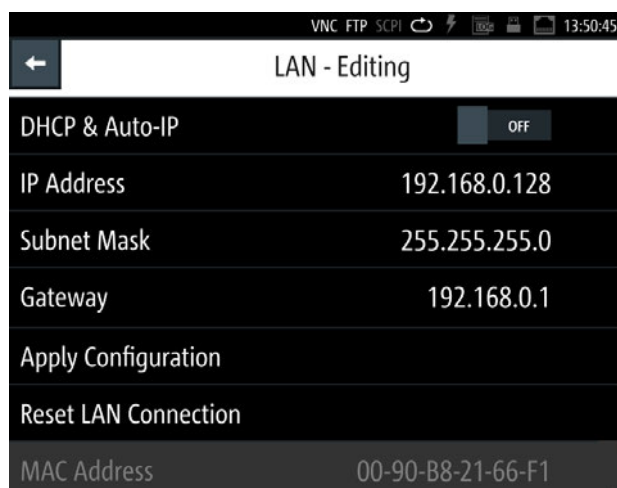 VNC FTP SCPI 13:50:45
LAN - Editing
DHCP & Auto-IP OFF
IP Address 192.168.0.128
Subnet Mask 255.255.255.0
Gateway 192.168.0.1
Apply Configuration
Reset LAN Connection
MAC Address 00-90-B8-21-66-F1